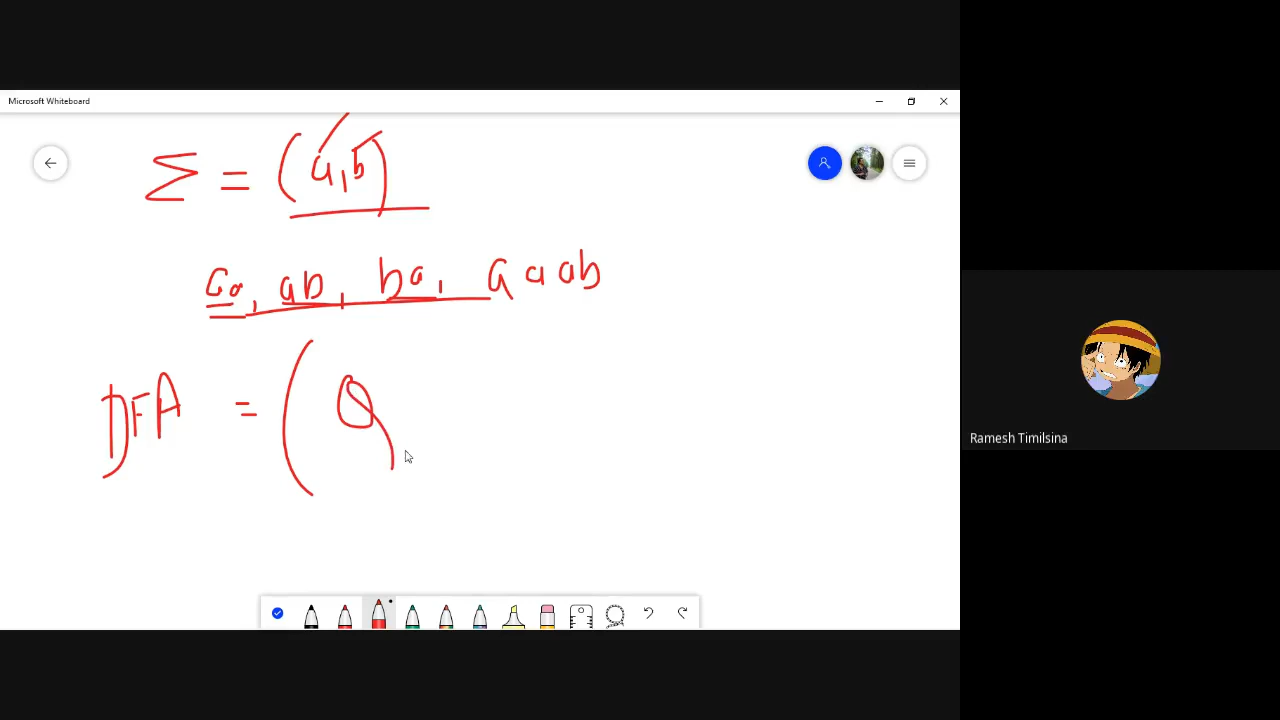 Microsoft Whiteboard
Σ = (a, b)
aa, ab, ba, aaab
DFA = ( Q
Ramesh Timilsina